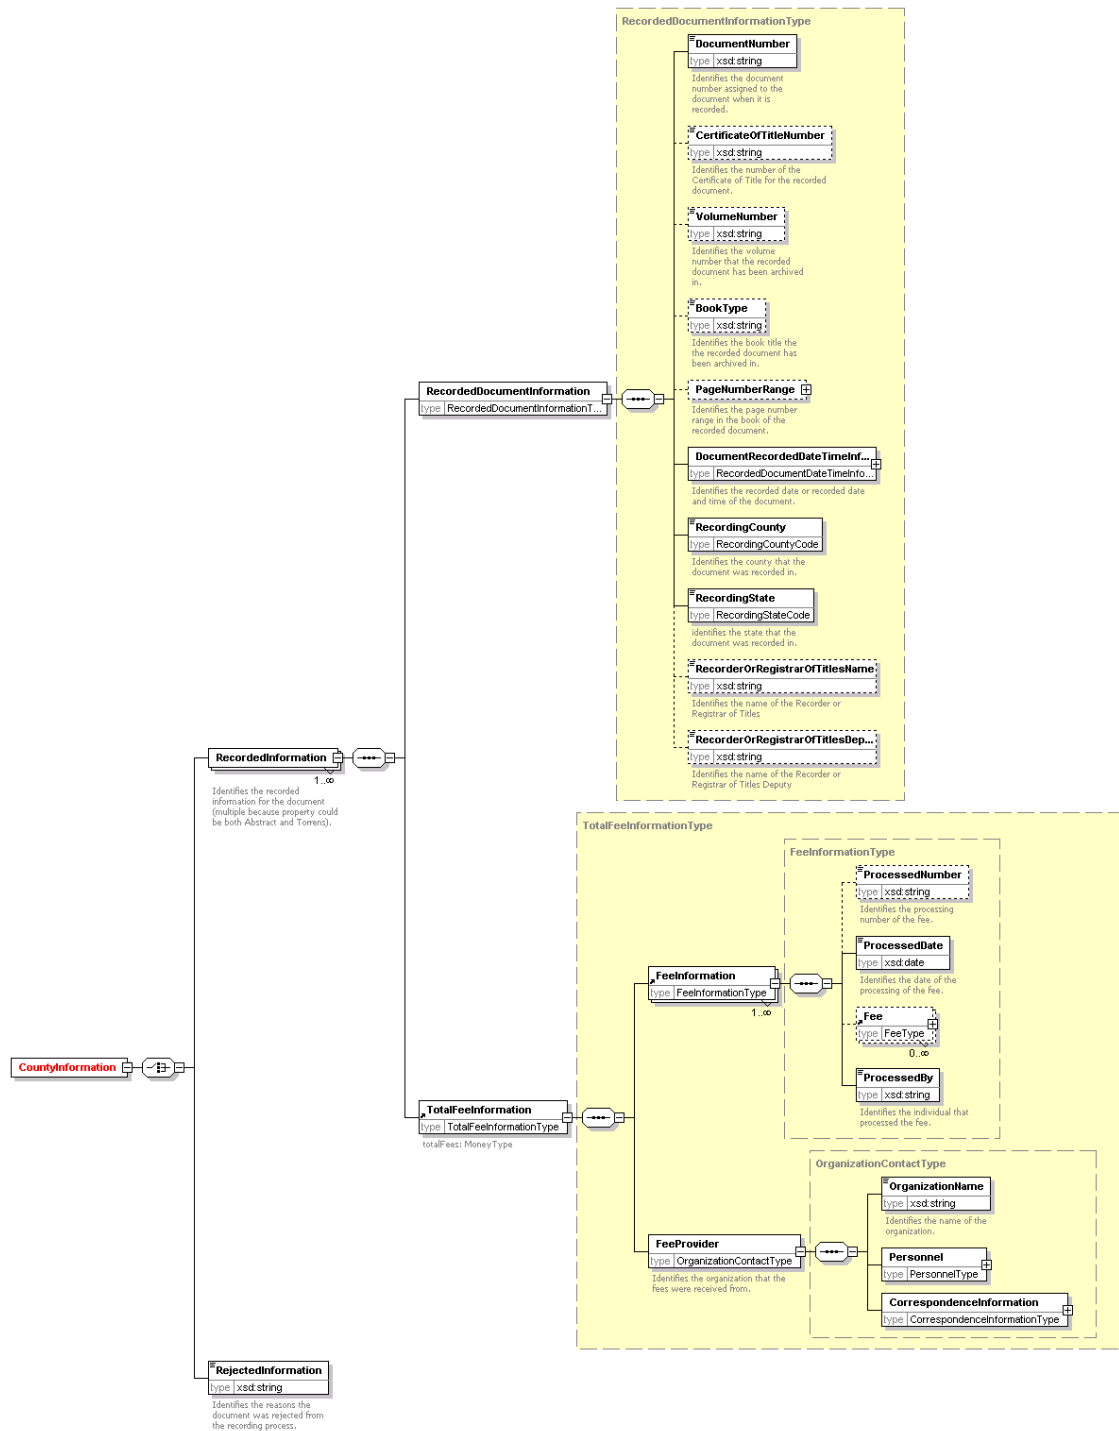 RecordedDocumentInformationType
DocumentNumber
type xsd:string
Identifies the document
number assigned to the
document when it is
recorded.
CertificateOfTitleNumber
type xsd:string
Identifies the number of the
Certificate of Title for the recorded
document.
VolumeNumber
type xsd:string
Identifies the volume
number that the recorded
document has been archived
in.
BookType
type xsd:string
Identifies the book title the
the recorded document has
been archived in.
PageNumberRange
Identifies the page number
range in the book of the
recorded document.
RecordedDocumentInformation
type RecordedDocumentInformationT...
DocumentRecordedDateTimeInf...
type RecordedDocumentDateTimeInfo...
Identifies the recorded date or recorded date
and time of the document.
RecordingCounty
type RecordingCountyCode
Identifies the county that the
document was recorded in.
RecordingState
type RecordingStateCode
identifies the state that the
document was recorded in.
RecorderOrRegistrarOfTitlesName
type xsd:string
Identifies the name of the Recorder or
Registrar of Titles
RecorderOrRegistrarOfTitlesDep...
type xsd:string
Identifies the name of the Recorder or
Registrar of Titles Deputy
RecordedInformation
1..∞
Identifies the recorded
information for the document
(multiple because property could
be both Abstract and Torrens).
TotalFeeInformationType
FeeInformationType
ProcessedNumber
type xsd:string
Identifies the processing
number of the fee.
ProcessedDate
type xsd:date
Identifies the date of the
processing of the fee.
FeeInformation
type FeeInformationType
1..∞
Fee
type FeeType
0..∞
ProcessedBy
type xsd:string
Identifies the individual that
processed the fee.
CountyInformation
TotalFeeInformation
type TotalFeeInformationType
totalFees: MoneyType
OrganizationContactType
OrganizationName
type xsd:string
Identifies the name of the
organization.
FeeProvider
type OrganizationContactType
Identifies the organization that the
fees were received from.
Personnel
type PersonnelType
CorrespondenceInformation
type CorrespondenceInformationType
RejectedInformation
type xsd:string
Identifies the reasons the
document was rejected from
the recording process.